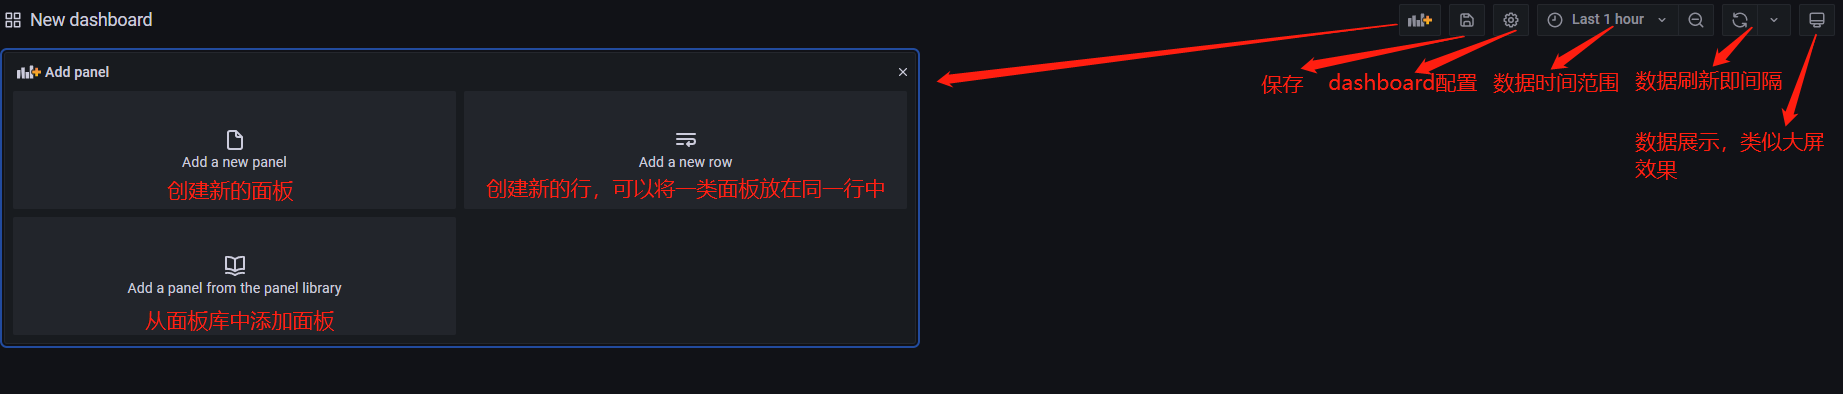 New dashboard
Last 1 hour
Add panel
保存
dashboard配置
数据时间范围
数据刷新即间隔
数据展示，类似大屏
效果
Add a new panel
创建新的面板
Add a new row
创建新的行，可以将一类面板放在同一行中
Add a panel from the panel library
从面板库中添加面板